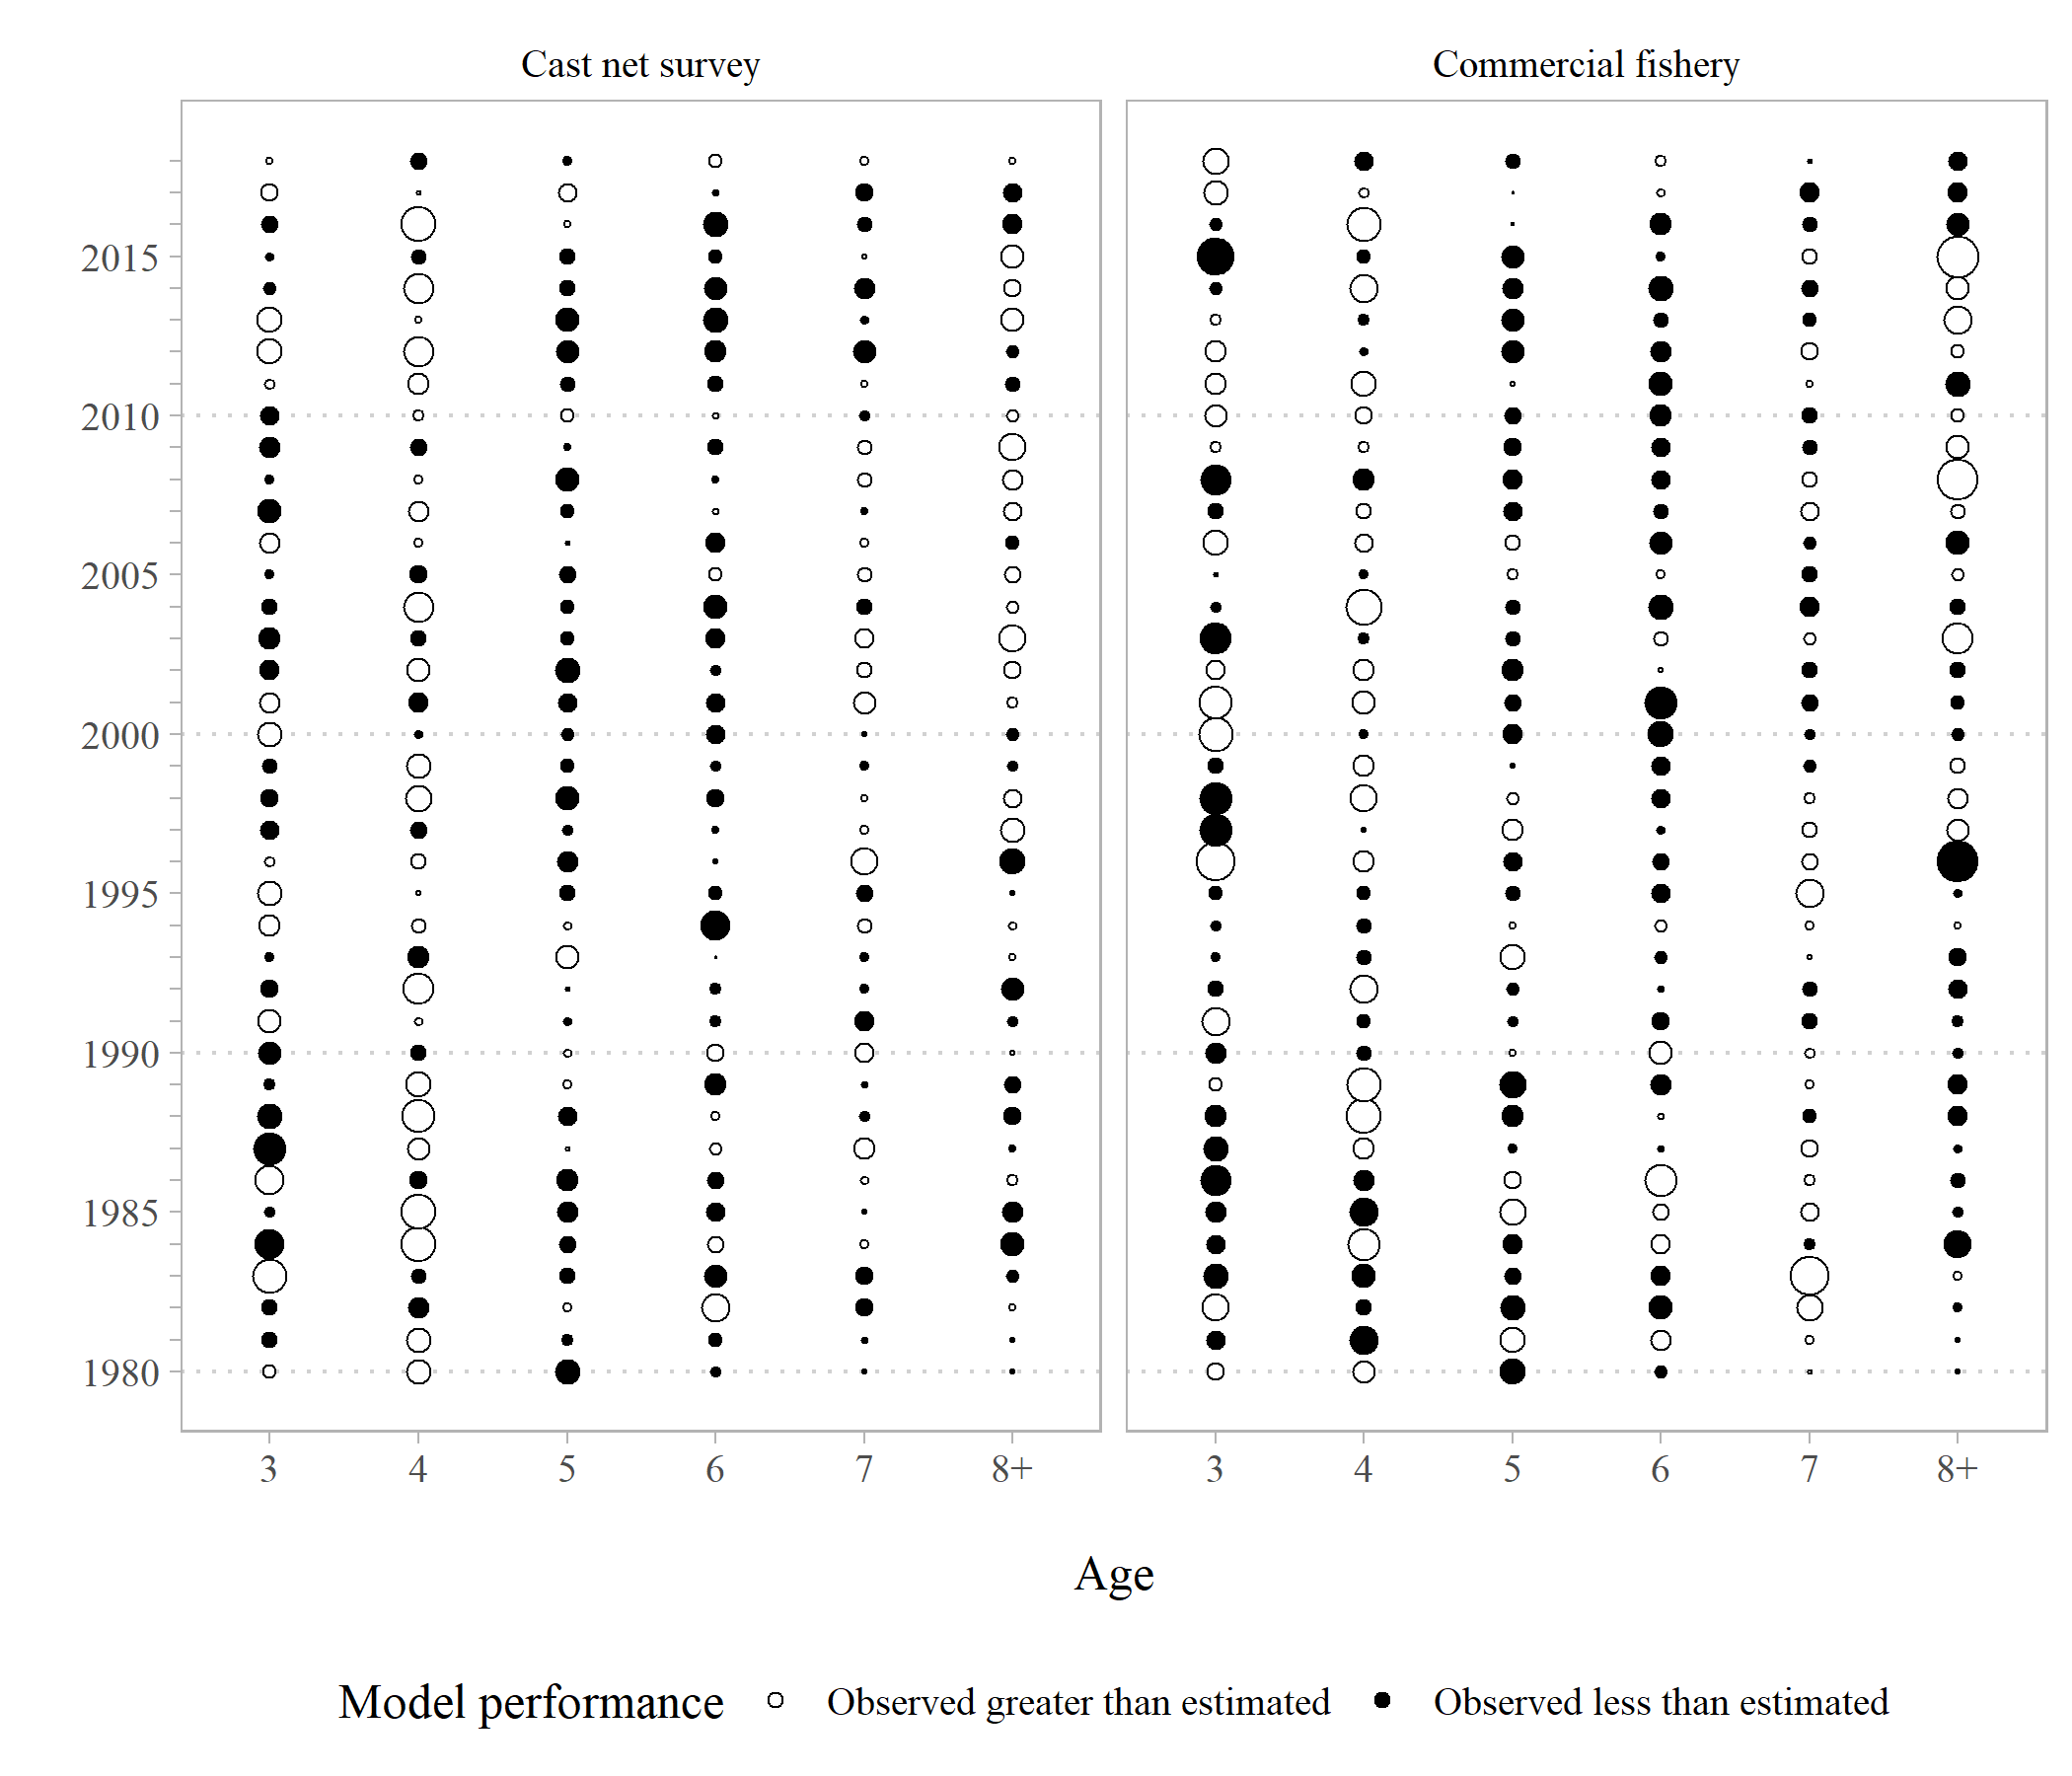 Cast net survey Commercial fishery
2015
2010
2005
2000
1995
1990
1985
1980
3 4 5 6 7 8+ 3 4 5 6 7 8+
Age
Model performance Observed greater than estimated Observed less than estimated